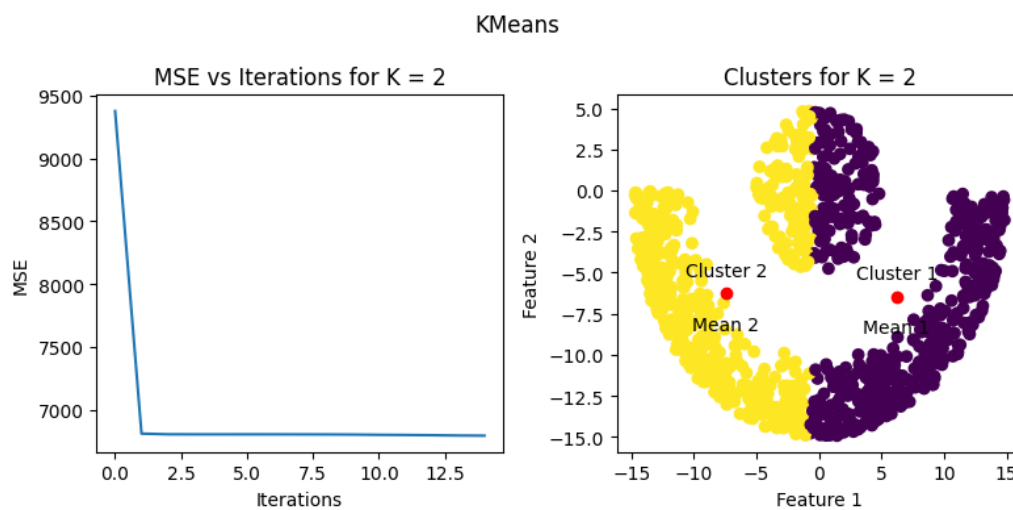 KMeans
MSE vs Iterations for K = 2
9500
9000
8500
8000
7500
7000
MSE
0.0 2.5 5.0 7.5 10.0 12.5
Iterations
Clusters for K = 2
5.0
2.5
0.0
−2.5
−5.0
−7.5
−10.0
−12.5
−15.0
Feature 2
Cluster 2
Mean 2
Cluster 1
Mean 1
−15 −10 −5 0 5 10 15
Feature 1